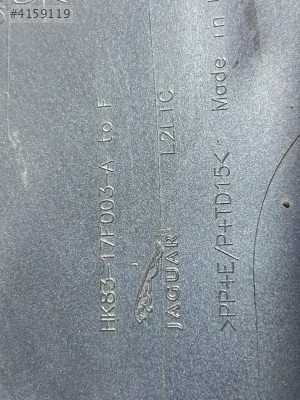 #4159119
HK83-17F003-A to F
JAGUAR
L2LTC
>PP+E/P+TD15<
Made in